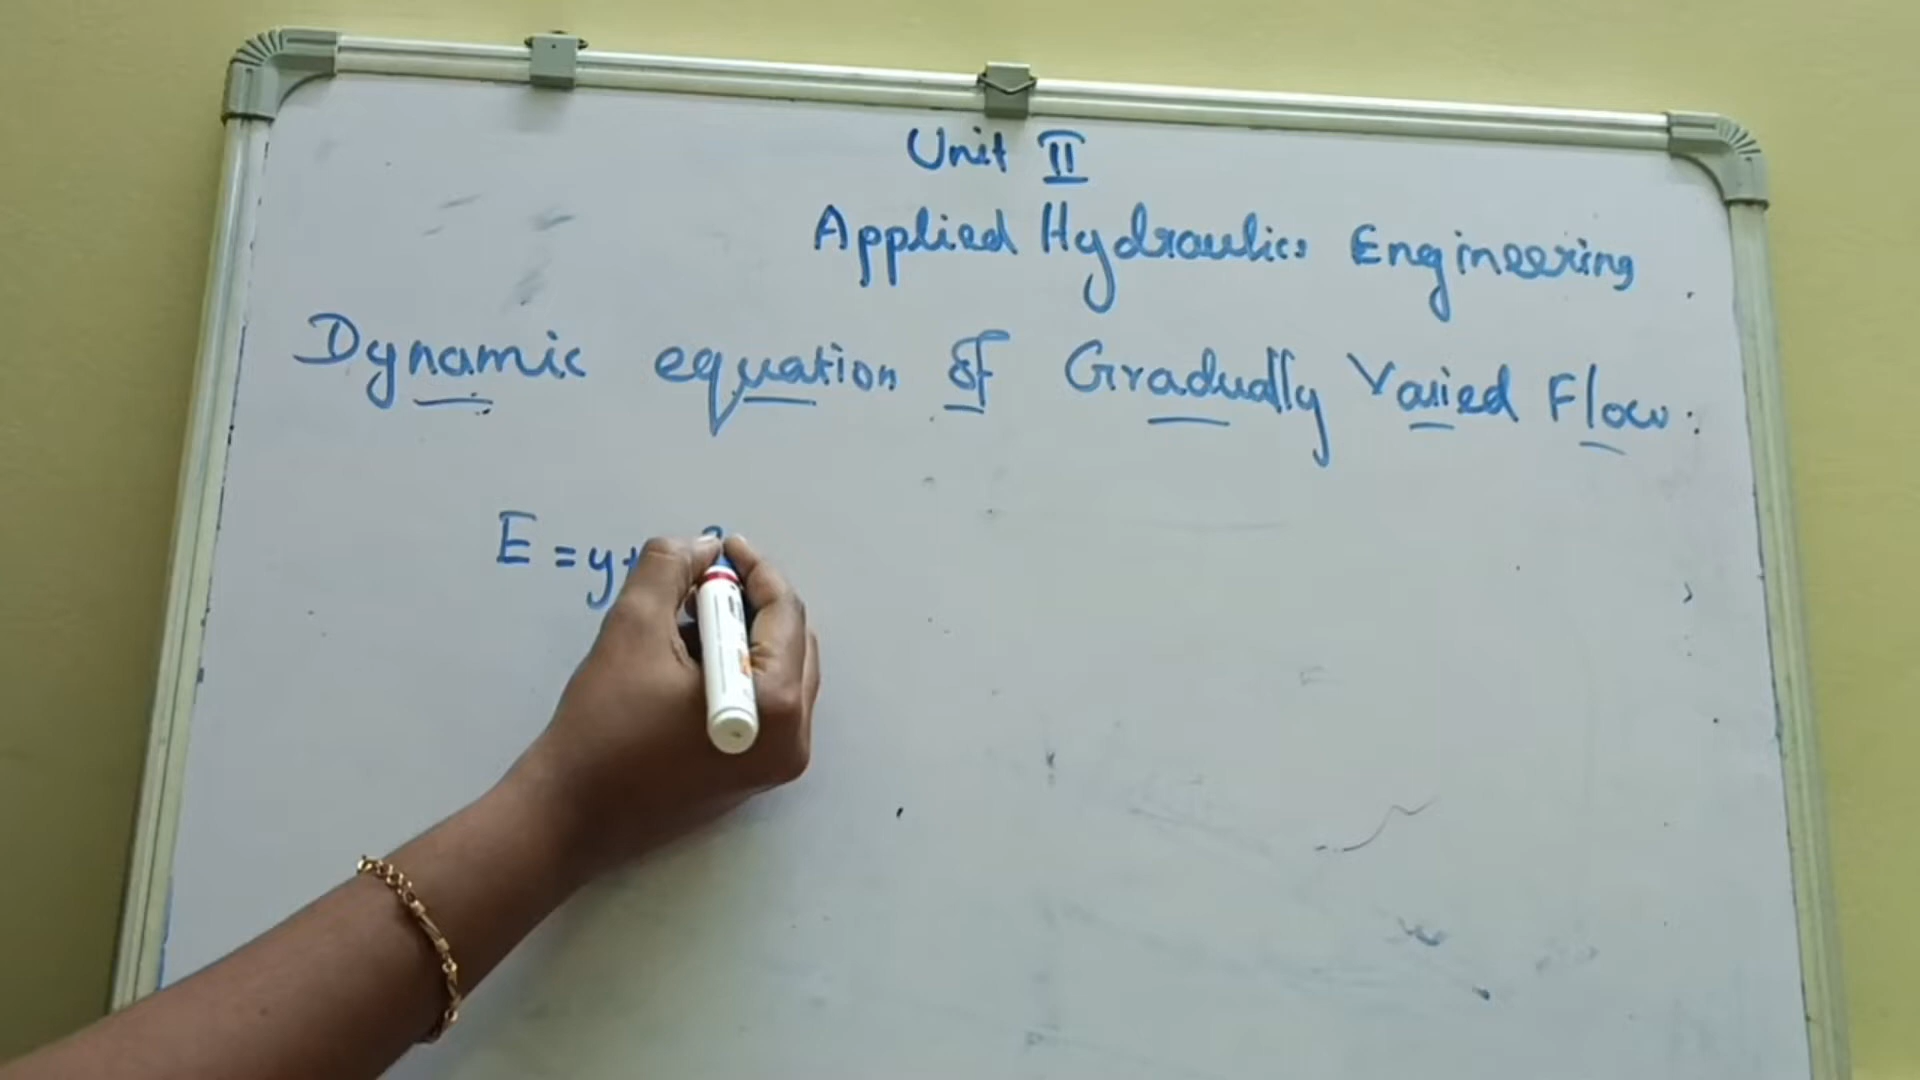 Unit II
Applied Hydraulics Engineering
Dynamic equation of Gradually Varied Flow.
E = y+